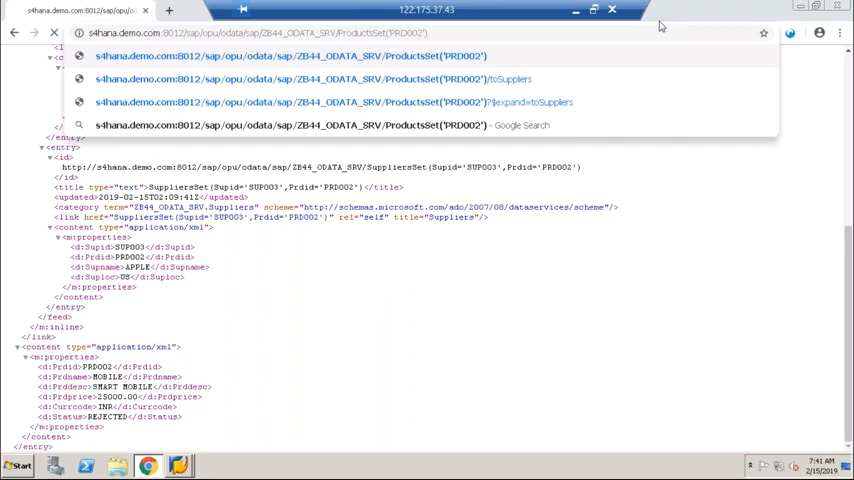 s4hana.demo.com:8012/sap/opu/od
122.175.37.43
s4hana.demo.com:8012/sap/opu/odata/sap/ZB44_ODATA_SRV/ProductsSet('PRD002')
s4hana.demo.com:8012/sap/opu/odata/sap/ZB44_ODATA_SRV/ProductsSet('PRD002')
s4hana.demo.com:8012/sap/opu/odata/sap/ZB44_ODATA_SRV/ProductsSet('PRD002')/toSuppliers
s4hana.demo.com:8012/sap/opu/odata/sap/ZB44_ODATA_SRV/ProductsSet('PRD002')?$expand=toSuppliers
s4hana.demo.com:8012/sap/opu/odata/sap/ZB44_ODATA_SRV/ProductsSet('PRD002') - Google Search
</entry>
<entry>
<id>
http://s4hana.demo.com:8012/sap/opu/odata/sap/ZB44_ODATA_SRV/SuppliersSet(Supid='SUP003',Prdid='PRD002')
</id>
<title type="text">SuppliersSet(Supid='SUP003',Prdid='PRD002')</title>
<updated>2019-02-15T02:09:41Z</updated>
<category term="ZB44_ODATA_SRV.Suppliers" scheme="http://schemas.microsoft.com/ado/2007/08/dataservices/scheme"/>
<link href="SuppliersSet(Supid='SUP003',Prdid='PRD002')" rel="self" title="Suppliers"/>
<content type="application/xml">
<m:properties>
<d:Supid>SUP003</d:Supid>
<d:Prdid>PRD002</d:Prdid>
<d:Supname>APPLE</d:Supname>
<d:Suploc>US</d:Suploc>
</m:properties>
</content>
</entry>
</feed>
</m:inline>
</link>
<content type="application/xml">
<m:properties>
<d:Prdid>PRD002</d:Prdid>
<d:Prdname>MOBILE</d:Prdname>
<d:Prddesc>SMART MOBILE</d:Prddesc>
<d:Prdprice>25000.00</d:Prdprice>
<d:Currcode>INR</d:Currcode>
<d:Status>REJECTED</d:Status>
</m:properties>
</content>
</entry>
Start
7:41 AM
2/15/2019